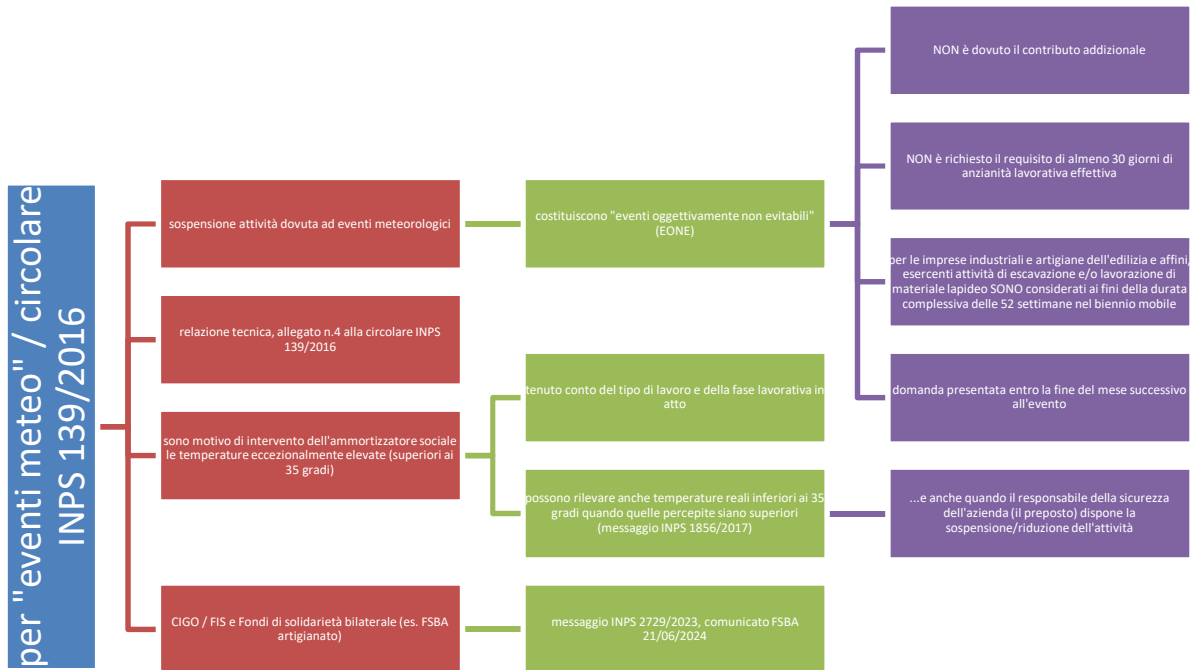 per "eventi meteo" / circolare
INPS 139/2016
sospensione attività dovuta ad eventi meteorologici
costituiscono "eventi oggettivamente non evitabili"
(EONE)
NON è dovuto il contributo addizionale
NON è richiesto il requisito di almeno 30 giorni di
anzianità lavorativa effettiva
per le imprese industriali e artigiane dell'edilizia e affini,
esercenti attività di escavazione e/o lavorazione di
materiale lapideo SONO considerati ai fini della durata
complessiva delle 52 settimane nel biennio mobile
domanda presentata entro la fine del mese successivo
all'evento
relazione tecnica, allegato n.4 alla circolare INPS
139/2016
sono motivo di intervento dell'ammortizzatore sociale
le temperature eccezionalmente elevate (superiori ai
35 gradi)
tenuto conto del tipo di lavoro e della fase lavorativa in
atto
possono rilevare anche temperature reali inferiori ai 35
gradi quando quelle percepite siano superiori
(messaggio INPS 1856/2017)
...e anche quando il responsabile della sicurezza
dell'azienda (il preposto) dispone la
sospensione/riduzione dell'attività
CIGO / FIS e Fondi di solidarietà bilaterale (es. FSBA
artigianato)
messaggio INPS 2729/2023, comunicato FSBA
21/06/2024